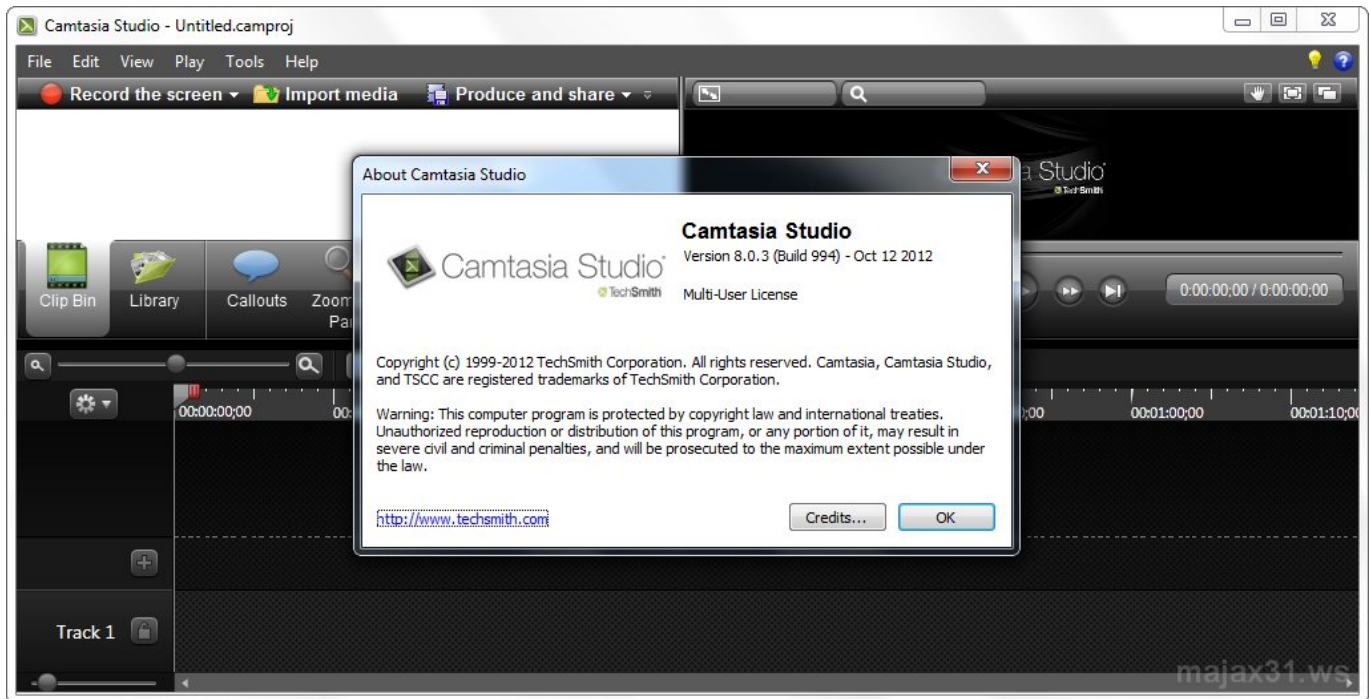 Camtasia Studio - Untitled.camproj
File Edit View Play Tools Help
Record the screen Import media Produce and share
a Studio
TechSmith
About Camtasia Studio
Camtasia Studio
TechSmith
Camtasia Studio
Version 8.0.3 (Build 994) - Oct 12 2012
Multi-User License
Copyright (c) 1999-2012 TechSmith Corporation. All rights reserved. Camtasia, Camtasia Studio,
and TSCC are registered trademarks of TechSmith Corporation.
Warning: This computer program is protected by copyright law and international treaties.
Unauthorized reproduction or distribution of this program, or any portion of it, may result in
severe civil and criminal penalties, and will be prosecuted to the maximum extent possible under
the law.
http://www.techsmith.com
Credits... OK
Clip Bin Library Callouts Zoom
0:00:00;00 / 0:00:00;00
00:00:00;00 00:01:00;00 00:01:10;00
Track 1
majax31.ws